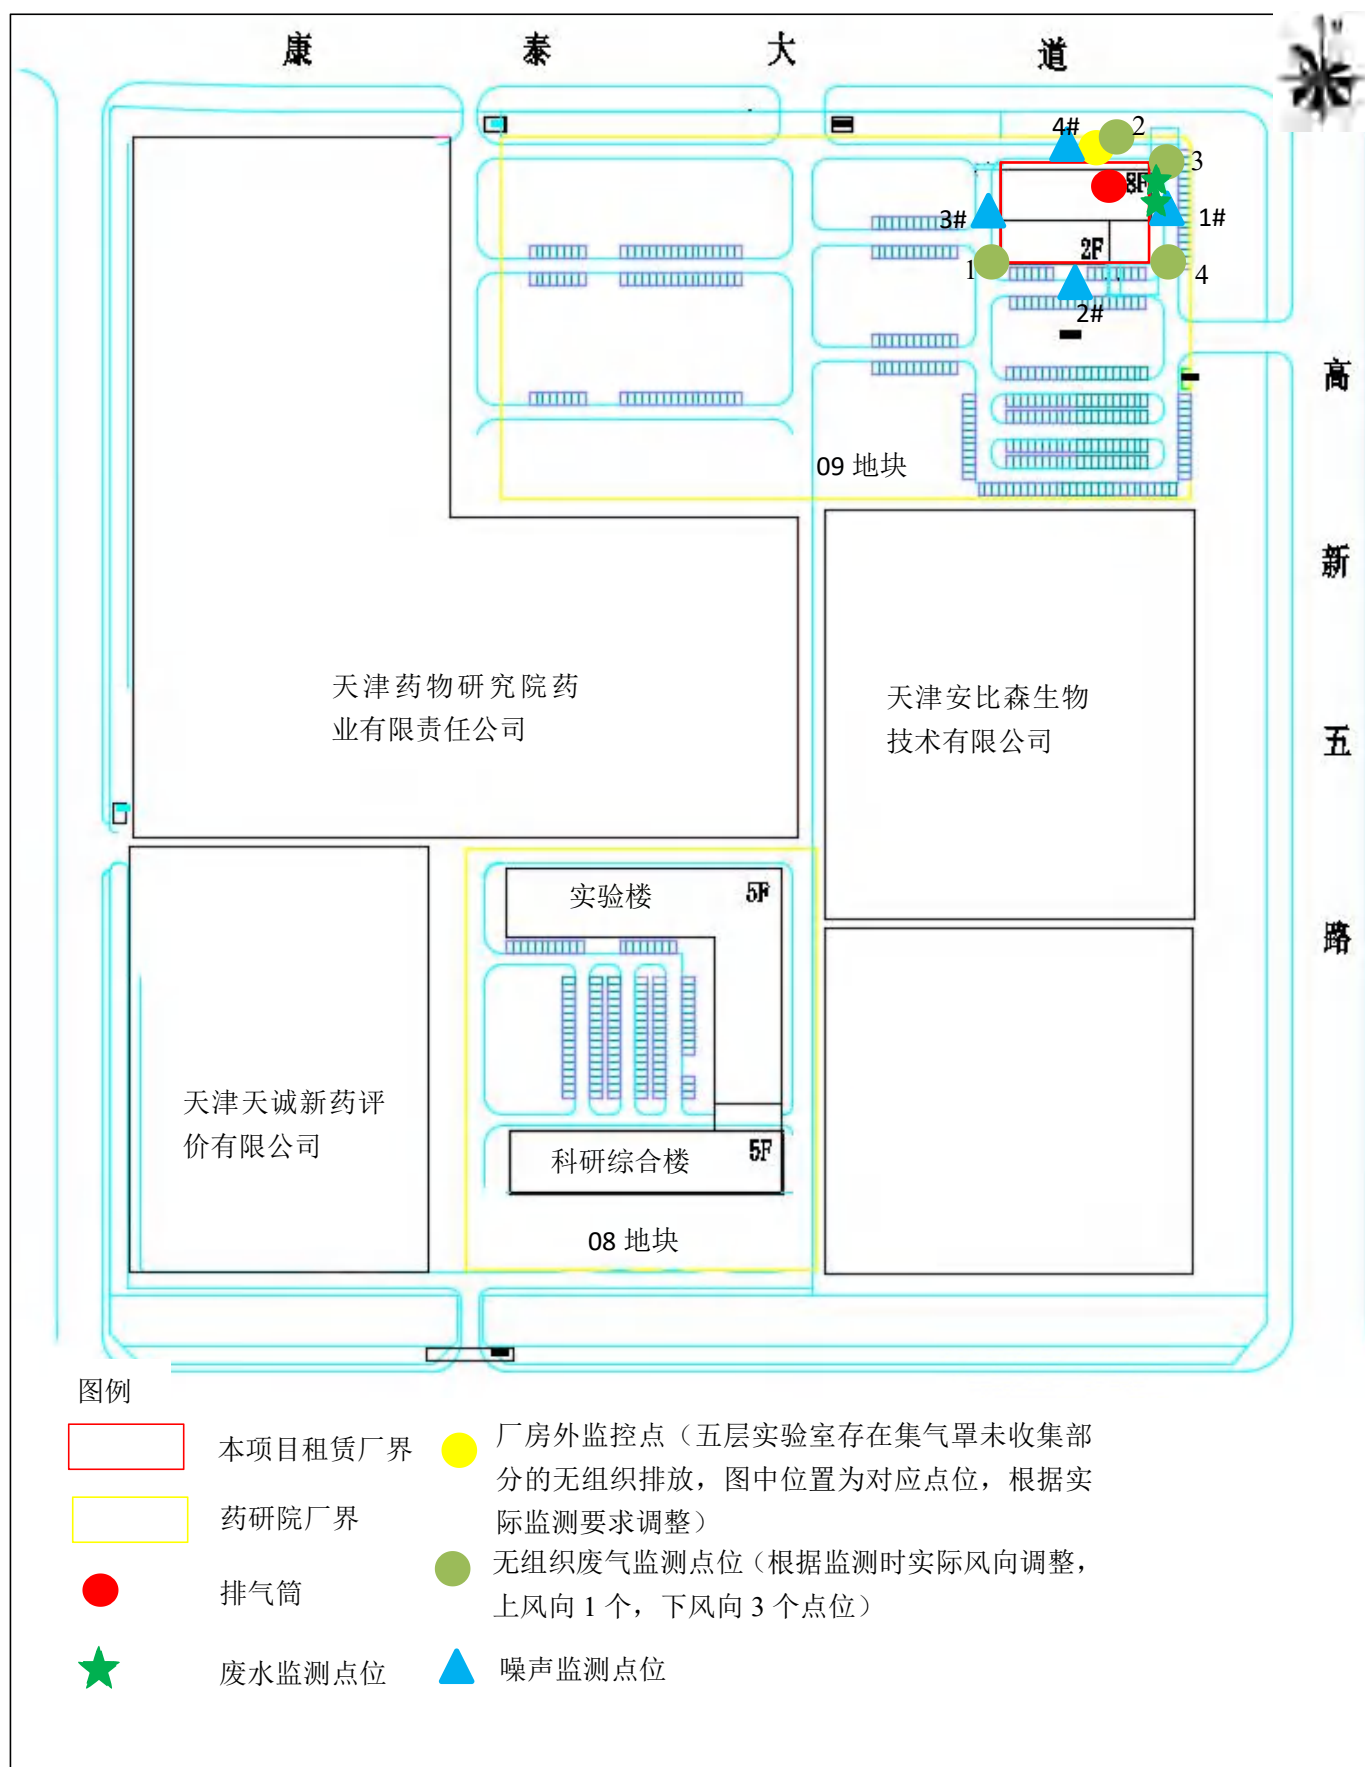 康泰大道
4#
2
3
8F
3#
1#
2F
1
4
2#
高新五路
09 地块
天津药物研究院药
业有限责任公司
天津安比森生物
技术有限公司
实验楼
5F
天津天诚新药评
价有限公司
科研综合楼
5F
08 地块
图例
本项目租赁厂界
厂房外监控点（五层实验室存在集气罩未收集部
分的无组织排放，图中位置为对应点位，根据实
际监测要求调整）
药研院厂界
无组织废气监测点位（根据监测时实际风向调整，
上风向 1 个，下风向 3 个点位）
排气筒
废水监测点位
噪声监测点位